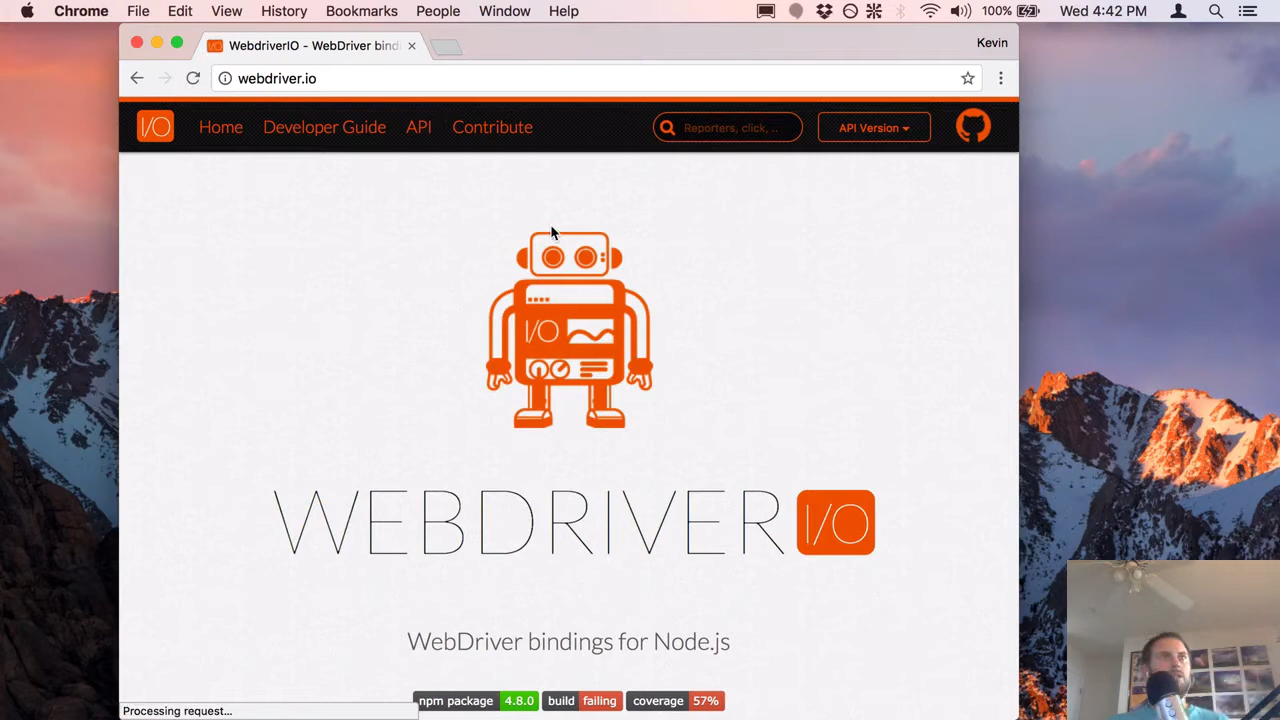 Chrome File Edit View History Bookmarks People Window Help 100% Wed 4:42 PM
WebdriverIO - WebDriver bind Kevin
webdriver.io
I/O Home Developer Guide API Contribute Reporters, click, .. API Version
I/O
WEBDRIVER I/O
WebDriver bindings for Node.js
npm package 4.8.0 build failing coverage 57%
Processing request...